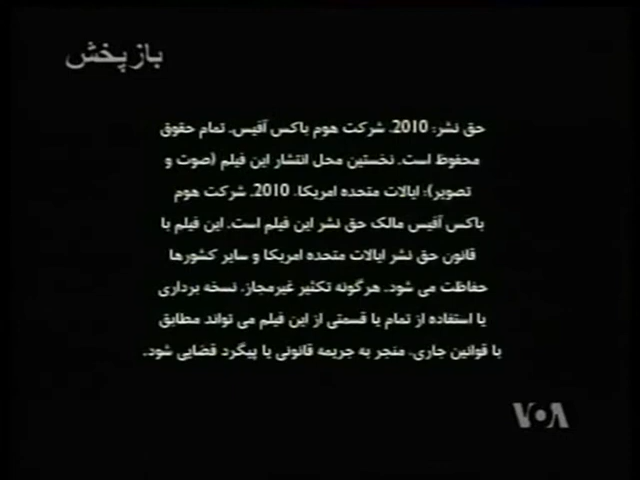 بازپخش
حق نشر: 2010. شرکت هوم باکس آفیس. تمام حقوق
محفوظ است. نخستین محل انتشار این فیلم (صوت و
تصویر): ایالات متحده امریکا. 2010. شرکت هوم
باکس آفیس مالک حق نشر این فیلم است. این فیلم با
قانون حق نشر ایالات متحده امریکا و سایر کشورها
حفاظت می شود. هرگونه تکثیر غیرمجاز، نسخه برداری
یا استفاده از تمام یا قسمتی از این فیلم می تواند مطابق
با قوانین جاری، منجر به جریمه قانونی یا پیگرد قضایی شود.
VOA